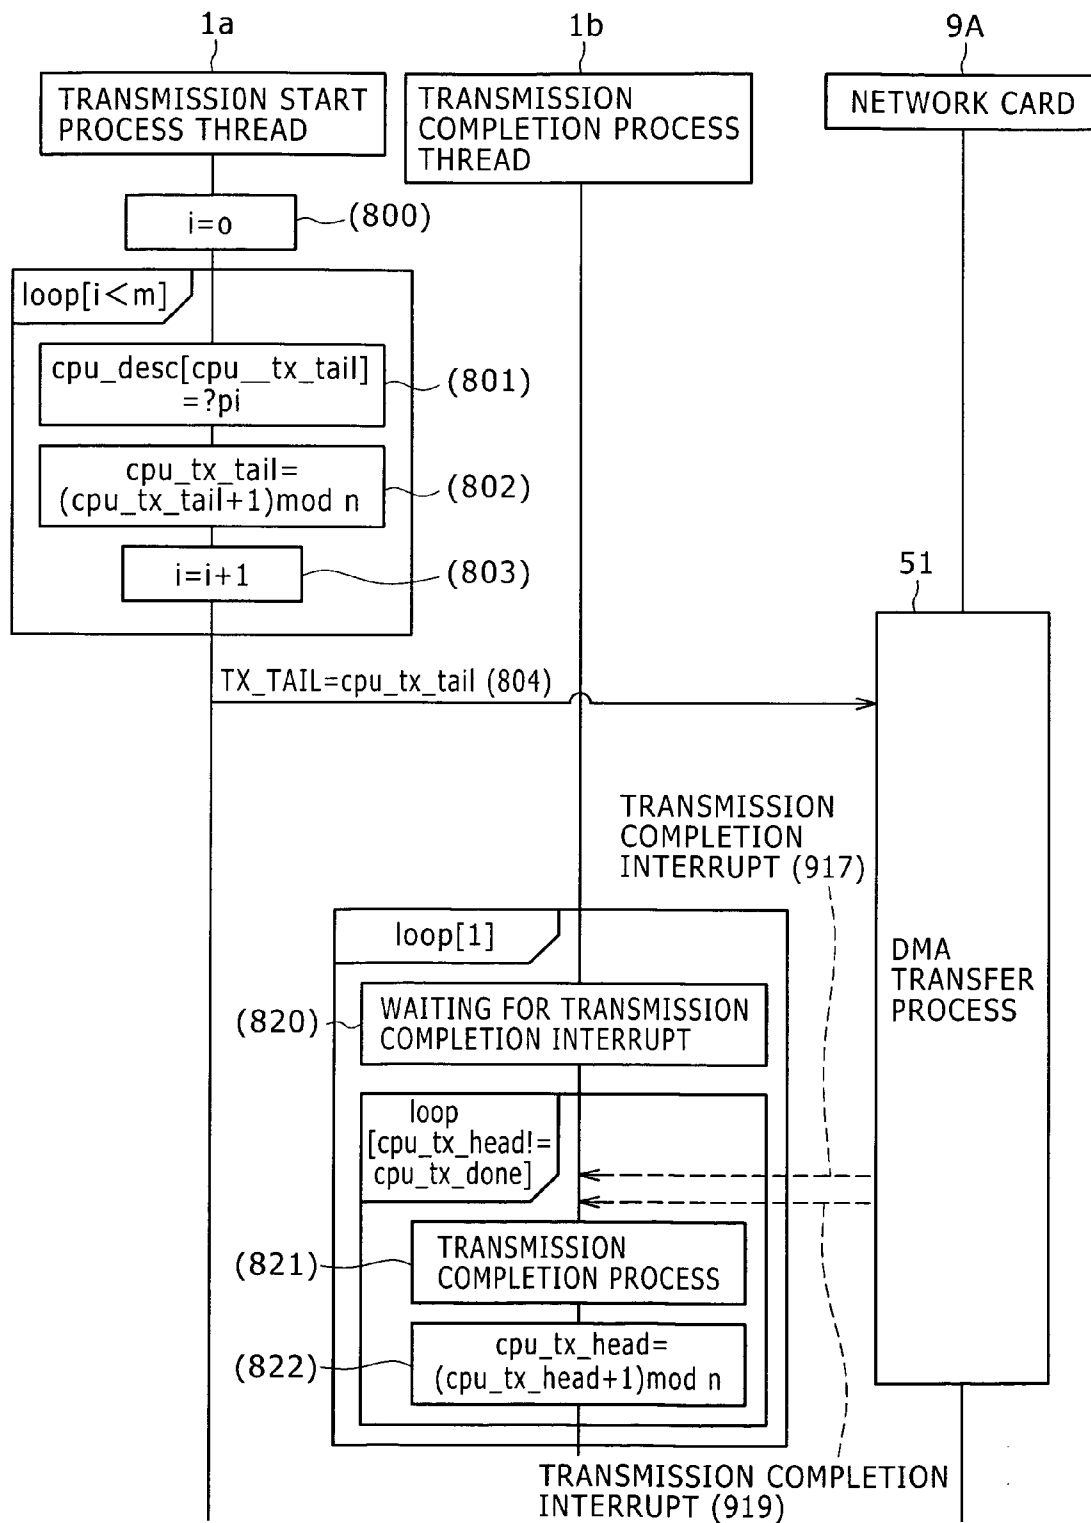 1a
1b
9A
TRANSMISSION START
PROCESS THREAD
TRANSMISSION
COMPLETION PROCESS
THREAD
NETWORK CARD
i=o
(800)
loop[i<m]
cpu_desc[cpu__tx_tail]
=?pi
(801)
cpu_tx_tail=
(cpu_tx_tail+1)mod n
(802)
i=i+1
(803)
51
TX_TAIL=cpu_tx_tail (804)
TRANSMISSION
COMPLETION
INTERRUPT (917)
DMA
TRANSFER
PROCESS
loop[1]
(820)
WAITING FOR TRANSMISSION
COMPLETION INTERRUPT
loop
[cpu_tx_head!=
cpu_tx_done]
(821)
TRANSMISSION
COMPLETION PROCESS
(822)
cpu_tx_head=
(cpu_tx_head+1)mod n
TRANSMISSION COMPLETION
INTERRUPT (919)